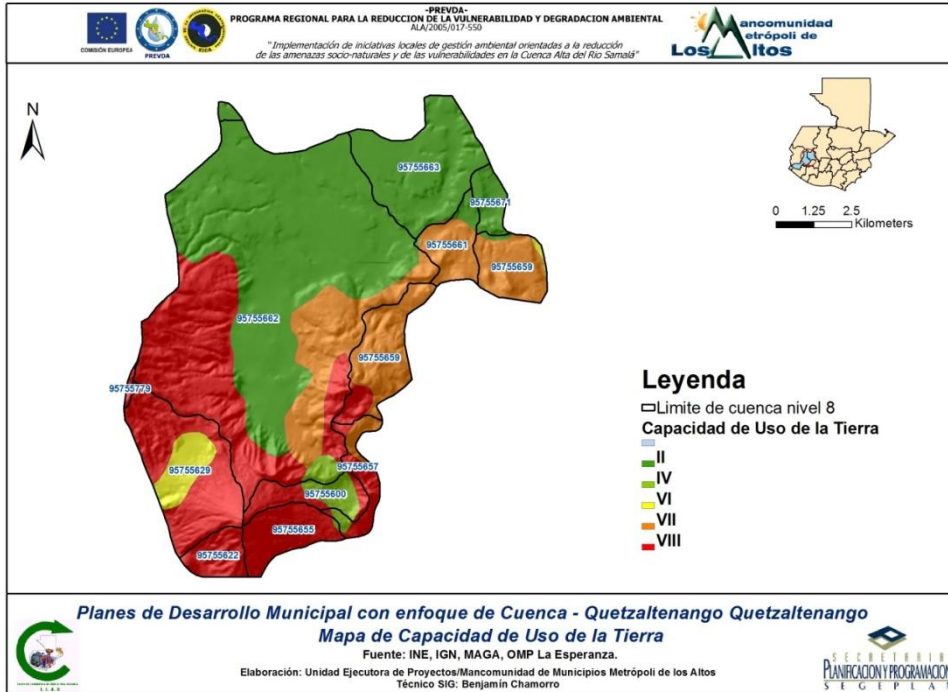 -PREVDA-
PROGRAMA REGIONAL PARA LA REDUCCION DE LA VULNERABILIDAD Y DEGRADACION AMBIENTAL
ALA/2005/017-550
"Implementación de iniciativas locales de gestión ambiental orientadas a la reducción
de las amenazas socio-naturales y de las vulnerabilidades en la Cuenca Alta del Río Samalá"
COMISIÓN EUROPEA
PREVDA
Mancomunidad
Metrópoli de
Los Altos
N
95755663
95755671
95755661
95755659
95755662
95755659
95755779
95755629
95755657
95755600
95755655
95755622
0 1.25 2.5
Kilometers
Leyenda
Limite de cuenca nivel 8
Capacidad de Uso de la Tierra
II
IV
VI
VII
VIII
Planes de Desarrollo Municipal con enfoque de Cuenca - Quetzaltenango Quetzaltenango
Mapa de Capacidad de Uso de la Tierra
Fuente: INE, IGN, MAGA, OMP La Esperanza.
Elaboración: Unidad Ejecutora de Proyectos/Mancomunidad de Municipios Metrópoli de los Altos
Técnico SIG: Benjamín Chamorro
SECRETARIA
PLANIFICACIÓN Y PROGRAMACION
SEGEPLAN